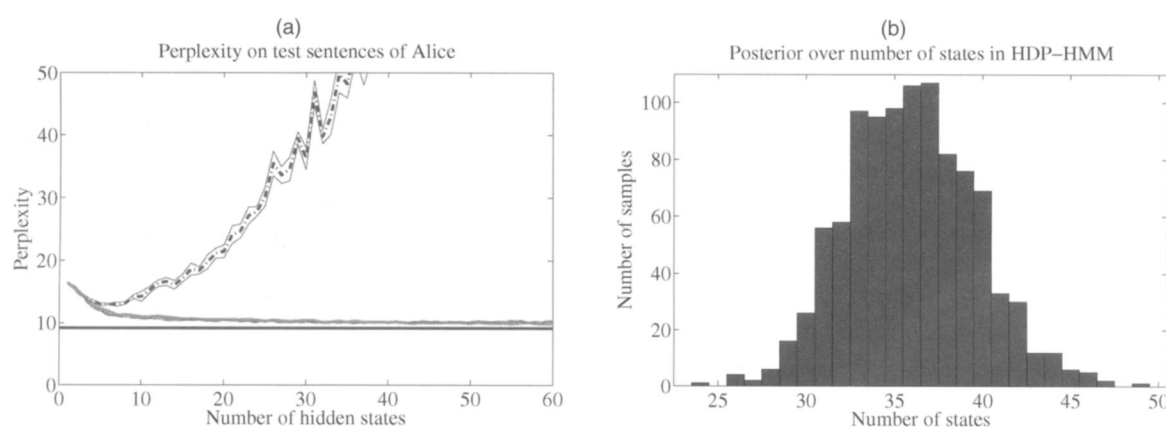 (a)
Perplexity on test sentences of Alice
50
40
30
20
10
0
Perplexity
0 10 20 30 40 50 60
Number of hidden states
(b)
Posterior over number of states in HDP–HMM
100
80
60
40
20
0
Number of samples
25 30 35 40 45 50
Number of states